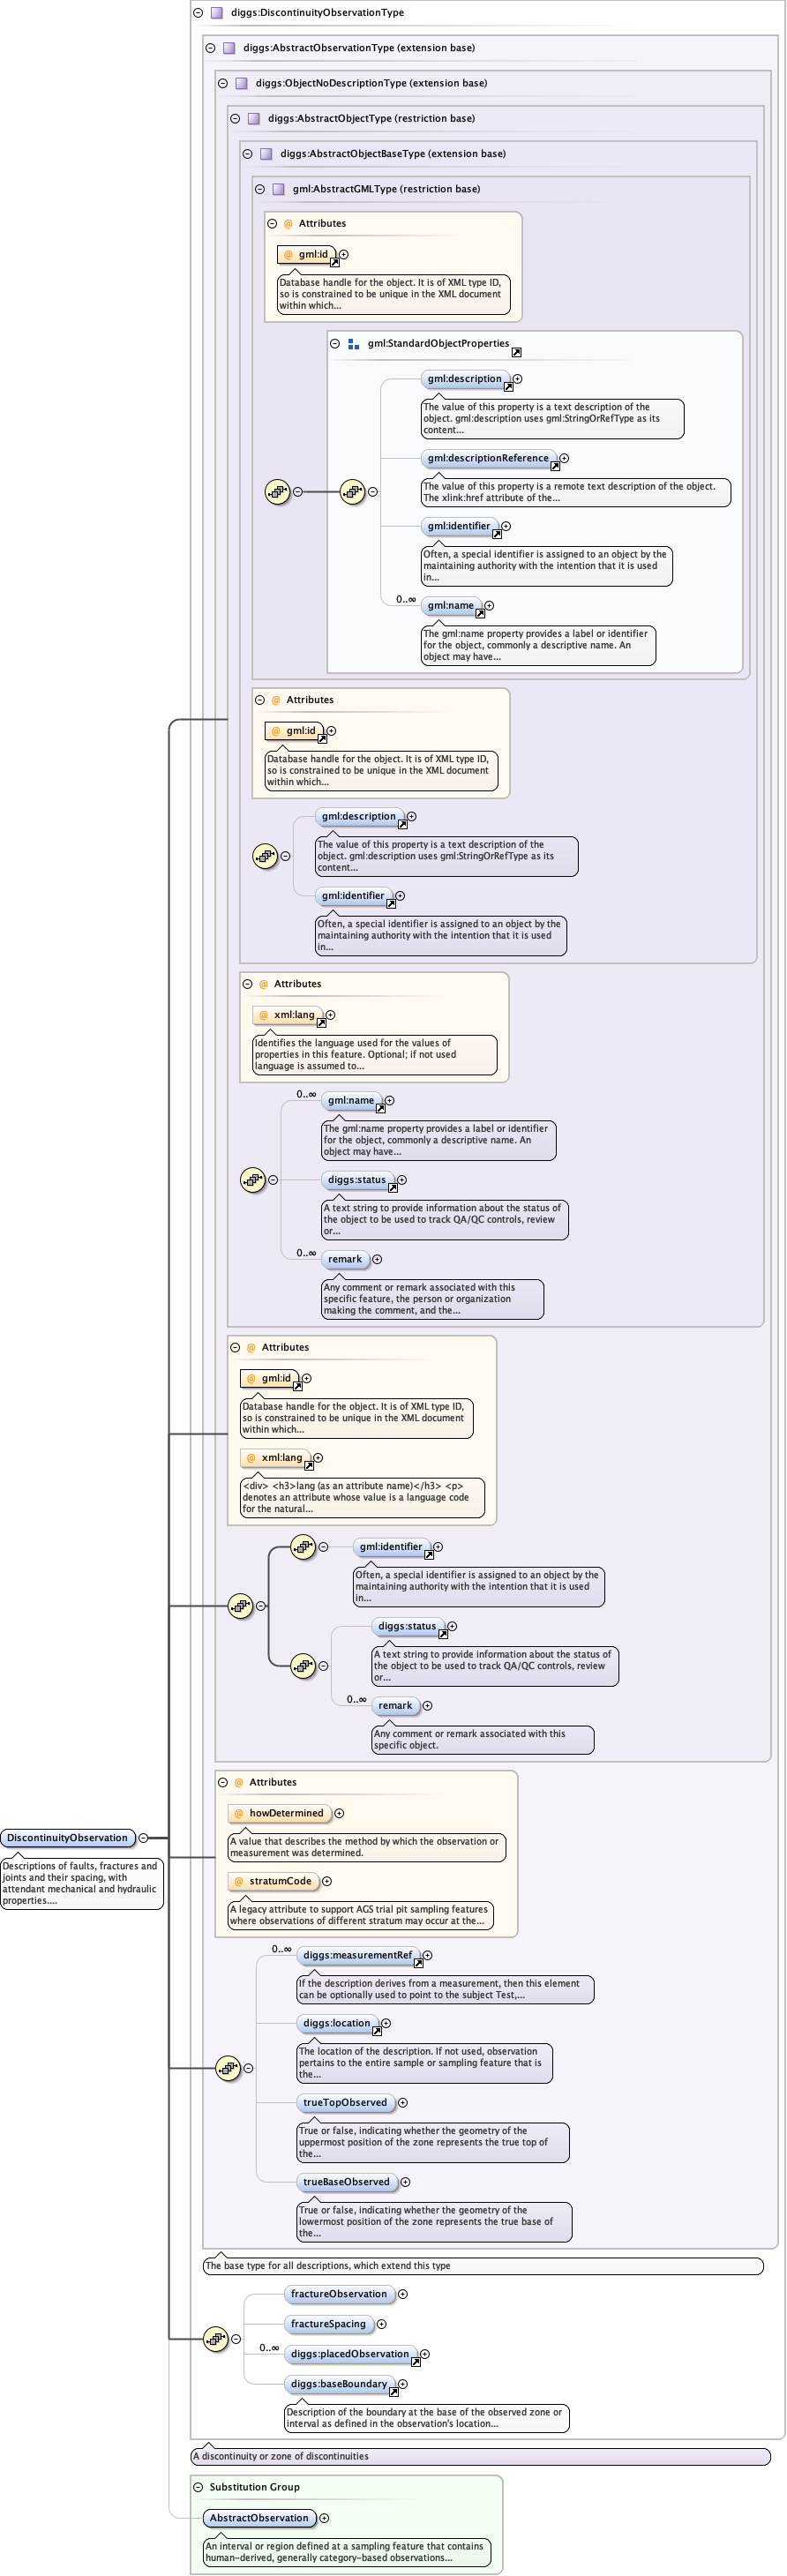 diggs:DiscontinuityObservationType
diggs:AbstractObservationType (extension base)
diggs:ObjectNoDescriptionType (extension base)
diggs:AbstractObjectType (restriction base)
diggs:AbstractObjectBaseType (extension base)
gml:AbstractGMLType (restriction base)
@ Attributes
@ gml:id
Database handle for the object. It is of XML type ID,
so is constrained to be unique in the XML document
within which...
gml:StandardObjectProperties
gml:description
The value of this property is a text description of the
object. gml:description uses gml:StringOrRefType as its
content...
gml:descriptionReference
The value of this property is a remote text description of the object.
The xlink:href attribute of the...
gml:identifier
Often, a special identifier is assigned to an object by the
maintaining authority with the intention that it is used
in...
0..∞
gml:name
The gml:name property provides a label or identifier
for the object, commonly a descriptive name. An
object may have...
@ Attributes
@ gml:id
Database handle for the object. It is of XML type ID,
so is constrained to be unique in the XML document
within which...
gml:description
The value of this property is a text description of the
object. gml:description uses gml:StringOrRefType as its
content...
gml:identifier
Often, a special identifier is assigned to an object by the
maintaining authority with the intention that it is used
in...
@ Attributes
@ xml:lang
Identifies the language used for the values of
properties in this feature. Optional; if not used
language is assumed to...
0..∞
gml:name
The gml:name property provides a label or identifier
for the object, commonly a descriptive name. An
object may have...
diggs:status
A text string to provide information about the status of
the object to be used to track QA/QC controls, review
or...
0..∞
remark
Any comment or remark associated with this
specific feature, the person or organization
making the comment, and the...
@ Attributes
@ gml:id
Database handle for the object. It is of XML type ID,
so is constrained to be unique in the XML document
within which...
@ xml:lang
<div> <h3>lang (as an attribute name)</h3> <p>
denotes an attribute whose value is a language code
for the natural...
gml:identifier
Often, a special identifier is assigned to an object by the
maintaining authority with the intention that it is used
in...
diggs:status
A text string to provide information about the status of
the object to be used to track QA/QC controls, review
or...
0..∞
remark
Any comment or remark associated with this
specific object.
@ Attributes
@ howDetermined
A value that describes the method by which the observation or
measurement was determined.
@ stratumCode
A legacy attribute to support AGS trial pit sampling features
where observations of different stratum may occur at the...
DiscontinuityObservation
Descriptions of faults, fractures and
joints and their spacing, with
attendant mechanical and hydraulic
properties....
0..∞
diggs:measurementRef
If the description derives from a measurement, then this element
can be optionally used to point to the subject Test,...
diggs:location
The location of the description. If not used, observation
pertains to the entire sample or sampling feature that is
the...
trueTopObserved
True or false, indicating whether the geometry of the
uppermost position of the zone represents the true top of
the...
trueBaseObserved
True or false, indicating whether the geometry of the
lowermost position of the zone represents the true base of
the...
The base type for all descriptions, which extend this type
fractureObservation
fractureSpacing
0..∞
diggs:placedObservation
diggs:baseBoundary
Description of the boundary at the base of the observed zone or
interval as defined in the observation's location...
A discontinuity or zone of discontinuities
Substitution Group
AbstractObservation
An interval or region defined at a sampling feature that contains
human-derived, generally category-based observations...